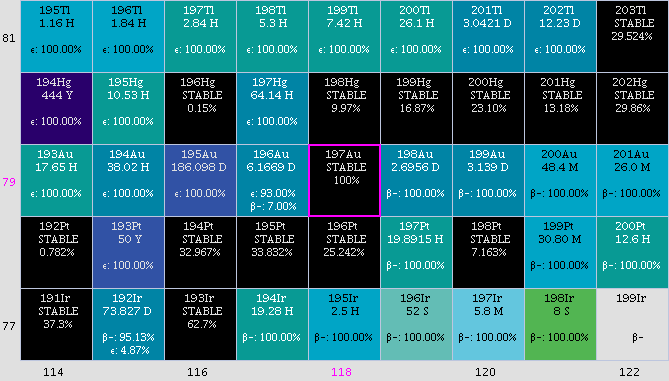 81
195Tl
1.16 H
ϵ: 100.00%
196Tl
1.84 H
ϵ: 100.00%
197Tl
2.84 H
ϵ: 100.00%
198Tl
5.3 H
ϵ: 100.00%
199Tl
7.42 H
ϵ: 100.00%
200Tl
26.1 H
ϵ: 100.00%
201Tl
3.0421 D
ϵ: 100.00%
202Tl
12.23 D
ϵ: 100.00%
203Tl
STABLE
29.524%
194Hg
444 Y
ϵ: 100.00%
195Hg
10.53 H
ϵ: 100.00%
196Hg
STABLE
0.15%
197Hg
64.14 H
ϵ: 100.00%
198Hg
STABLE
9.97%
199Hg
STABLE
16.87%
200Hg
STABLE
23.10%
201Hg
STABLE
13.18%
202Hg
STABLE
29.86%
79
193Au
17.65 H
ϵ: 100.00%
194Au
38.02 H
ϵ: 100.00%
195Au
186.098 D
ϵ: 100.00%
196Au
6.1669 D
ϵ: 93.00%
β-: 7.00%
197Au
STABLE
100%
198Au
2.6956 D
β-: 100.00%
199Au
3.139 D
β-: 100.00%
200Au
48.4 M
β-: 100.00%
201Au
26.0 M
β-: 100.00%
192Pt
STABLE
0.782%
193Pt
50 Y
ϵ: 100.00%
194Pt
STABLE
32.967%
195Pt
STABLE
33.832%
196Pt
STABLE
25.242%
197Pt
19.8915 H
β-: 100.00%
198Pt
STABLE
7.163%
199Pt
30.80 M
β-: 100.00%
200Pt
12.6 H
β-: 100.00%
77
191Ir
STABLE
37.3%
192Ir
73.827 D
β-: 95.13%
ϵ: 4.87%
193Ir
STABLE
62.7%
194Ir
19.28 H
β-: 100.00%
195Ir
2.5 H
β-: 100.00%
196Ir
52 S
β-: 100.00%
197Ir
5.8 M
β-: 100.00%
198Ir
8 S
β-: 100.00%
199Ir
β-
114
116
118
120
122